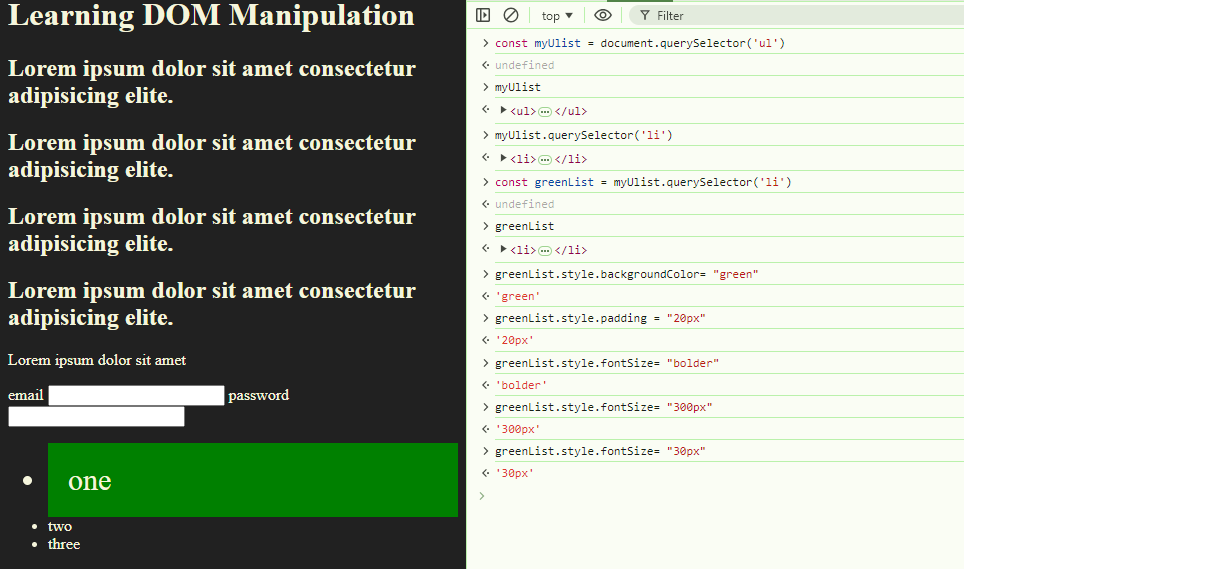 Learning DOM Manipulation
Lorem ipsum dolor sit amet consectetur
adipisicing elite.
Lorem ipsum dolor sit amet consectetur
adipisicing elite.
Lorem ipsum dolor sit amet consectetur
adipisicing elite.
Lorem ipsum dolor sit amet consectetur
adipisicing elite.
Lorem ipsum dolor sit amet
email password
one
two
three
top Filter
const myUlist = document.querySelector('ul')
undefined
myUlist
<ul>…</ul>
myUlist.querySelector('li')
<li>…</li>
const greenList = myUlist.querySelector('li')
undefined
greenList
<li>…</li>
greenList.style.backgroundColor= "green"
'green'
greenList.style.padding = "20px"
'20px'
greenList.style.fontSize= "bolder"
'bolder'
greenList.style.fontSize= "300px"
'300px'
greenList.style.fontSize= "30px"
'30px'